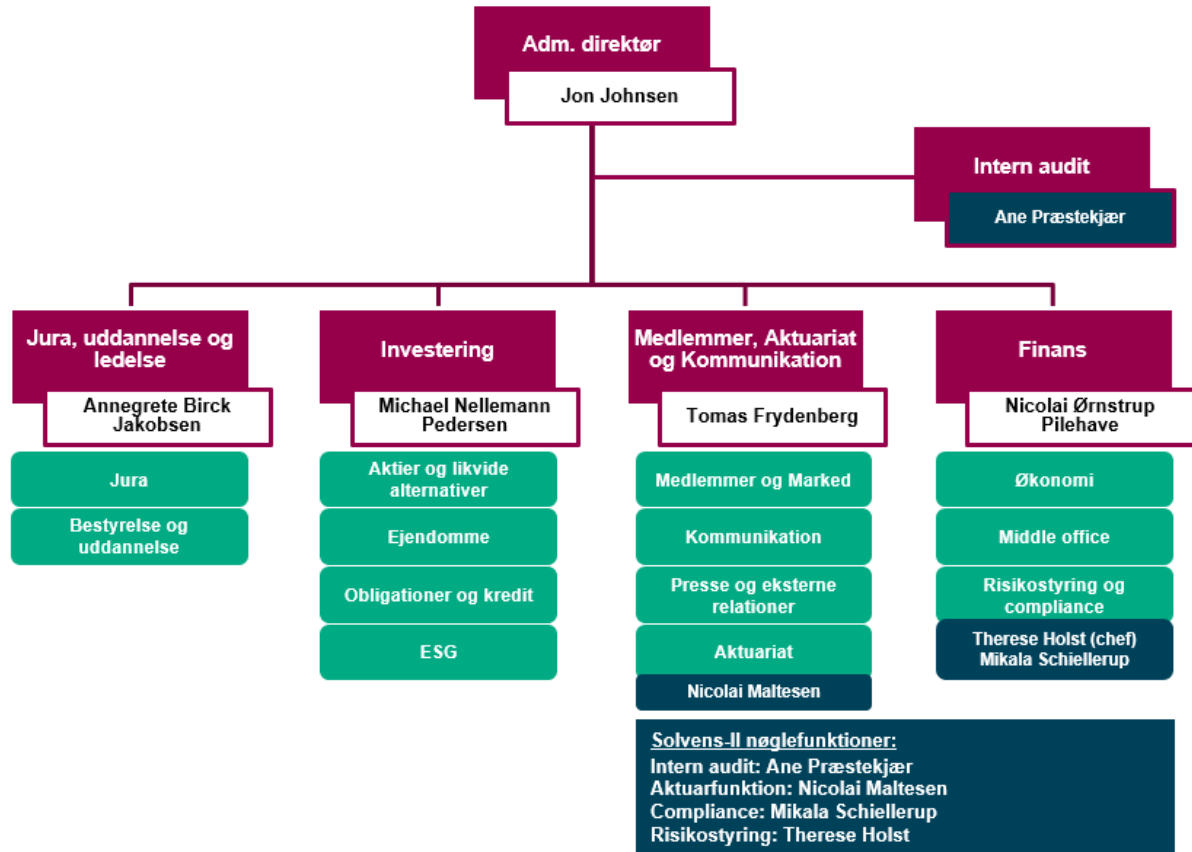 Adm. direktør
Jon Johnsen
Intern audit
Ane Præstekjær
Jura, uddannelse og
ledelse
Annegrete Birck
Jakobsen
Jura
Bestyrelse og
uddannelse
Investering
Michael Nellemann
Pedersen
Aktier og likvide
alternativer
Ejendomme
Obligationer og kredit
ESG
Medlemmer, Aktuariat
og Kommunikation
Tomas Frydenberg
Medlemmer og Marked
Kommunikation
Presse og eksterne
relationer
Aktuariat
Nicolai Maltesen
Finans
Nicolai Ørnstrup
Pilehave
Økonomi
Middle office
Risikostyring og
compliance
Therese Holst (chef)
Mikala Schiellerup
Solvens-II nøglefunktioner:
Intern audit: Ane Præstekjær
Aktuarfunktion: Nicolai Maltesen
Compliance: Mikala Schiellerup
Risikostyring: Therese Holst